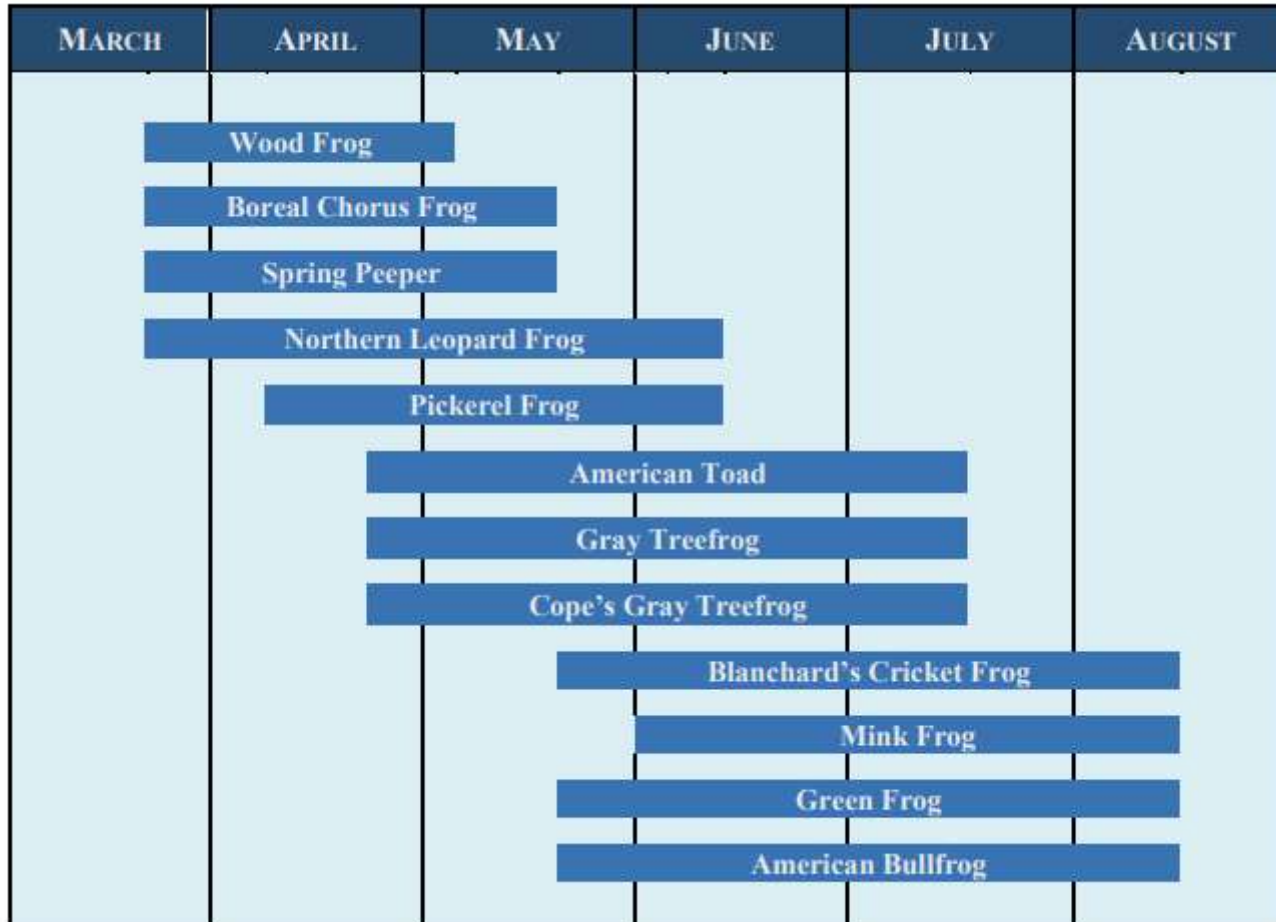 MARCH APRIL MAY JUNE JULY AUGUST
Wood Frog
Boreal Chorus Frog
Spring Peeper
Northern Leopard Frog
Pickerel Frog
American Toad
Gray Treefrog
Cope’s Gray Treefrog
Blanchard’s Cricket Frog
Mink Frog
Green Frog
American Bullfrog